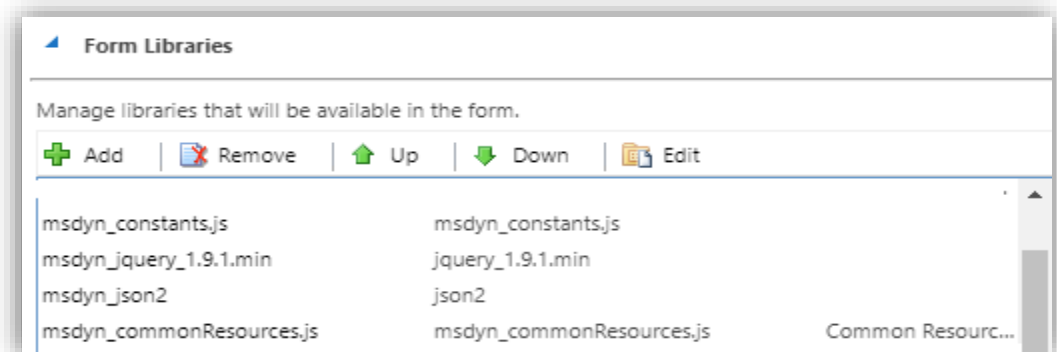 Form Libraries
Manage libraries that will be available in the form.
Add Remove Up Down Edit
msdyn_constants.js msdyn_constants.js
msdyn_jquery_1.9.1.min jquery_1.9.1.min
msdyn_json2 json2
msdyn_commonResources.js msdyn_commonResources.js Common Resourc...